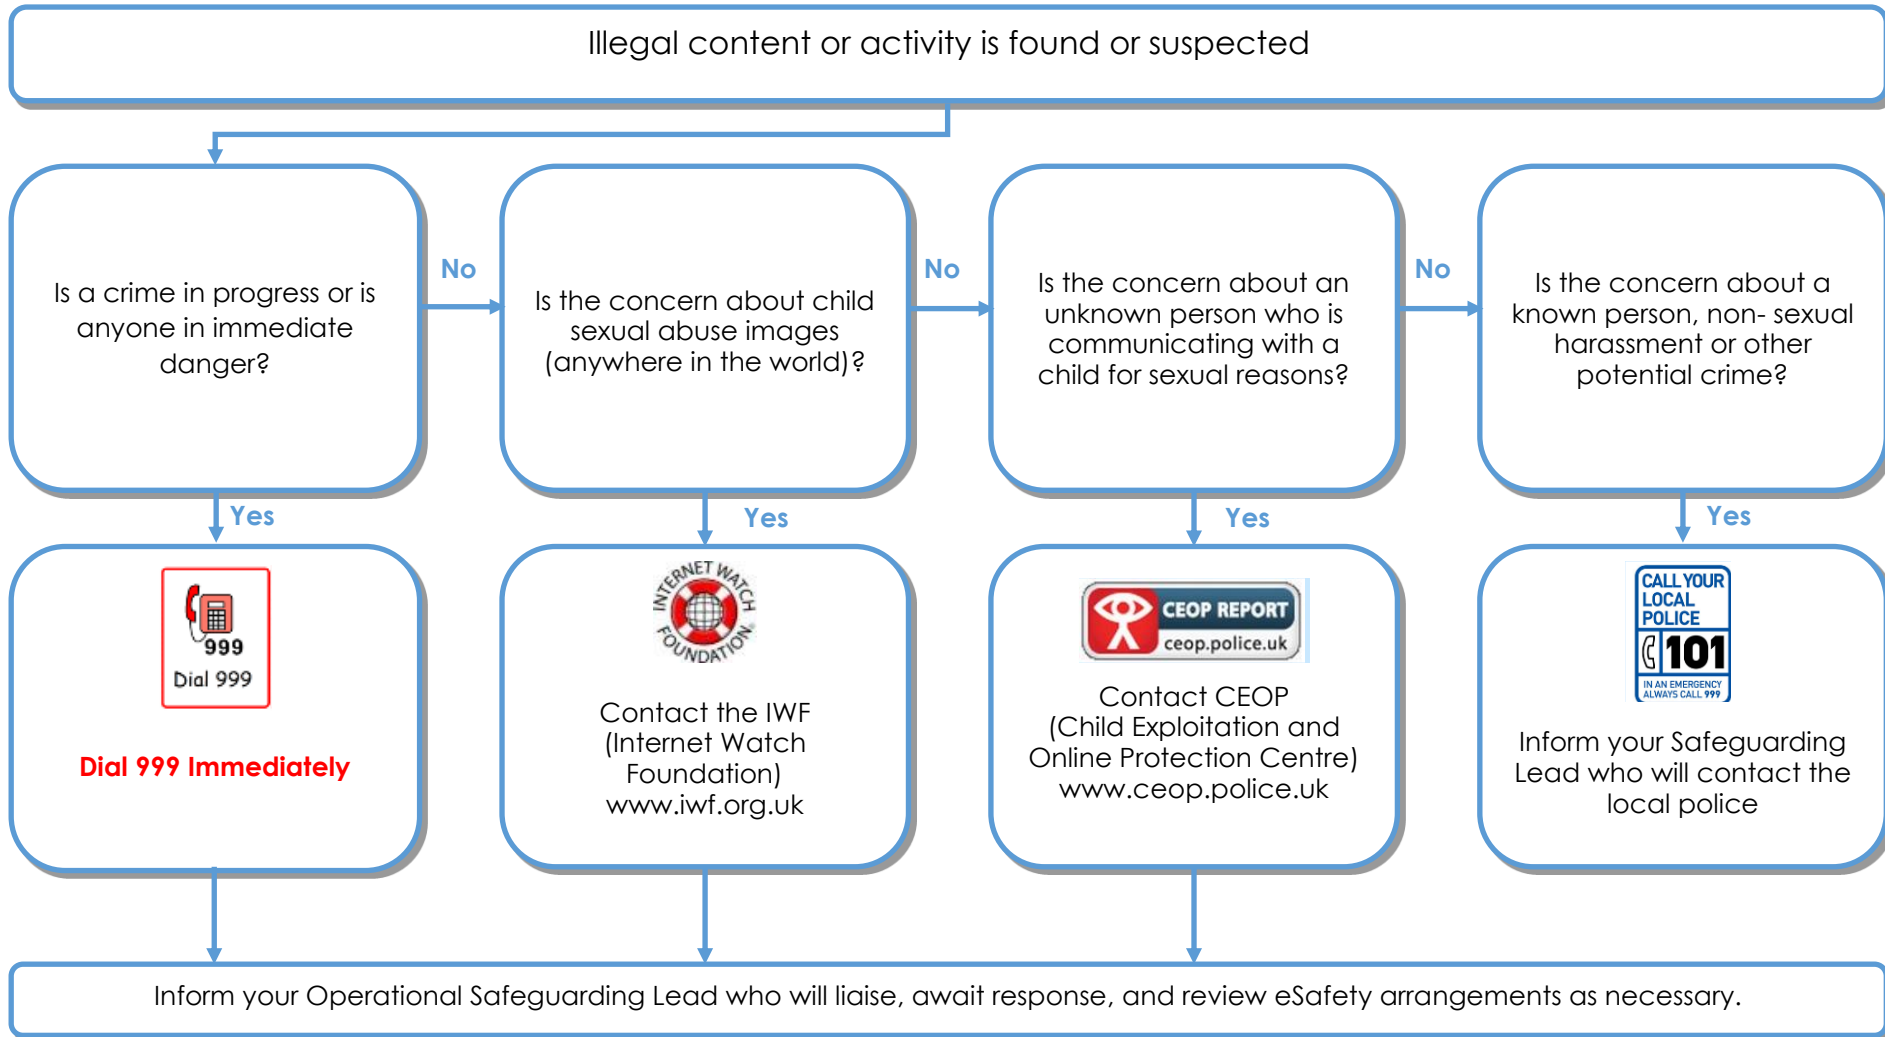 Illegal content or activity is found or suspected
Is a crime in progress or is
anyone in immediate
danger?
No
Is the concern about child
sexual abuse images
(anywhere in the world)?
No
Is the concern about an
unknown person who is
communicating with a
child for sexual reasons?
No
Is the concern about a
known person, non- sexual
harassment or other
potential crime?
Yes
Yes
Yes
Yes
999
Dial 999
Dial 999 Immediately
INTERNET WATCH
FOUNDATION
Contact the IWF
(Internet Watch
Foundation)
www.iwf.org.uk
CEOP REPORT
ceop.police.uk
Contact CEOP
(Child Exploitation and
Online Protection Centre)
www.ceop.police.uk
CALL YOUR
LOCAL
POLICE
101
IN AN EMERGENCY
ALWAYS CALL 999
Inform your Safeguarding
Lead who will contact the
local police
Inform your Operational Safeguarding Lead who will liaise, await response, and review eSafety arrangements as necessary.